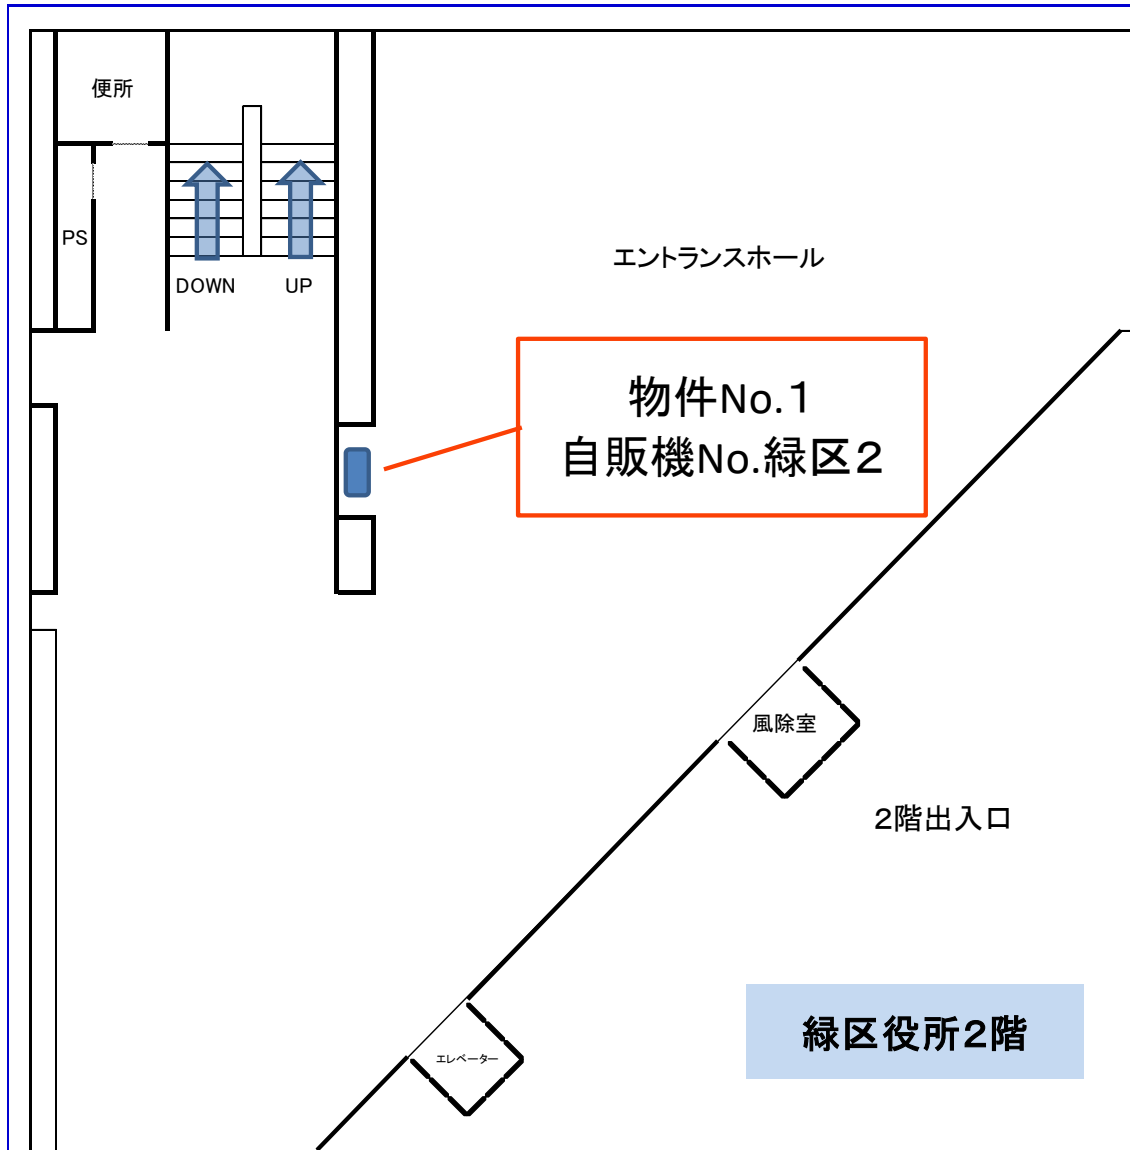 便所
PS
DOWN
UP
エントランスホール
物件No.１
自販機No.緑区２
風除室
２階出入口
エレベーター
緑区役所２階